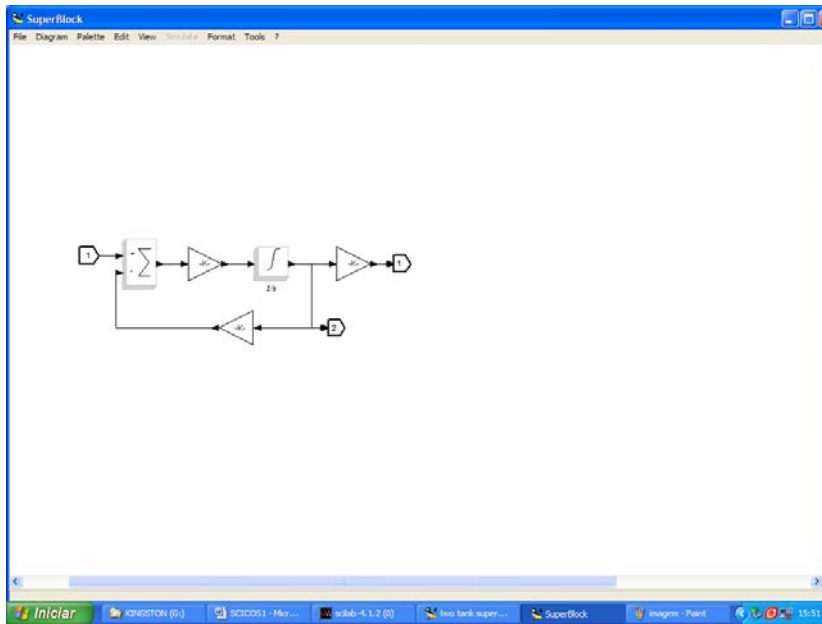 SuperBlock
File Diagram Palette Edit View Simulate Format Tools ?
1
+
-
Σ
∫
1/s
1
2
Iniciar KINGSTON (G:) SCICOS1 - Micr... scilab-4.1.2 (0) two tank super... SuperBlock imagem - Paint 15:51